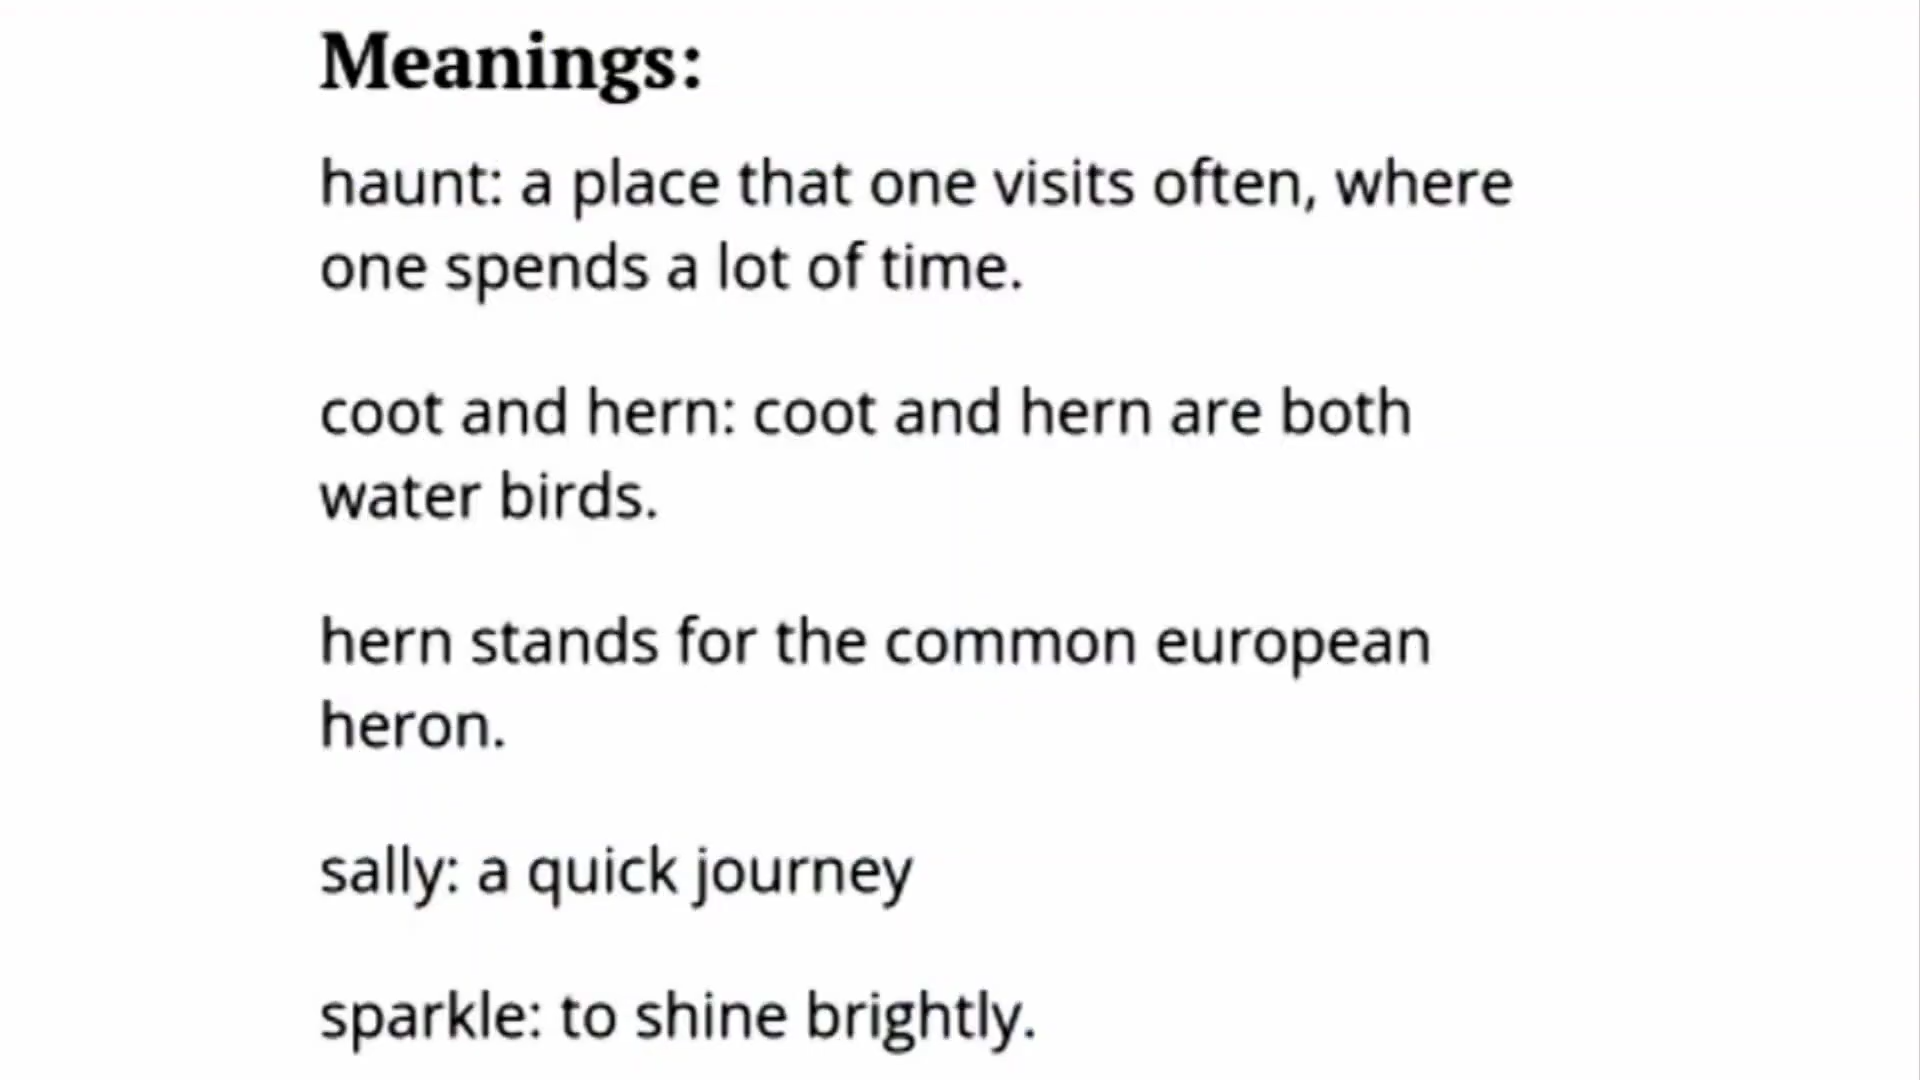 Meanings:
haunt: a place that one visits often, where
one spends a lot of time.
coot and hern: coot and hern are both
water birds.
hern stands for the common european
heron.
sally: a quick journey
sparkle: to shine brightly.